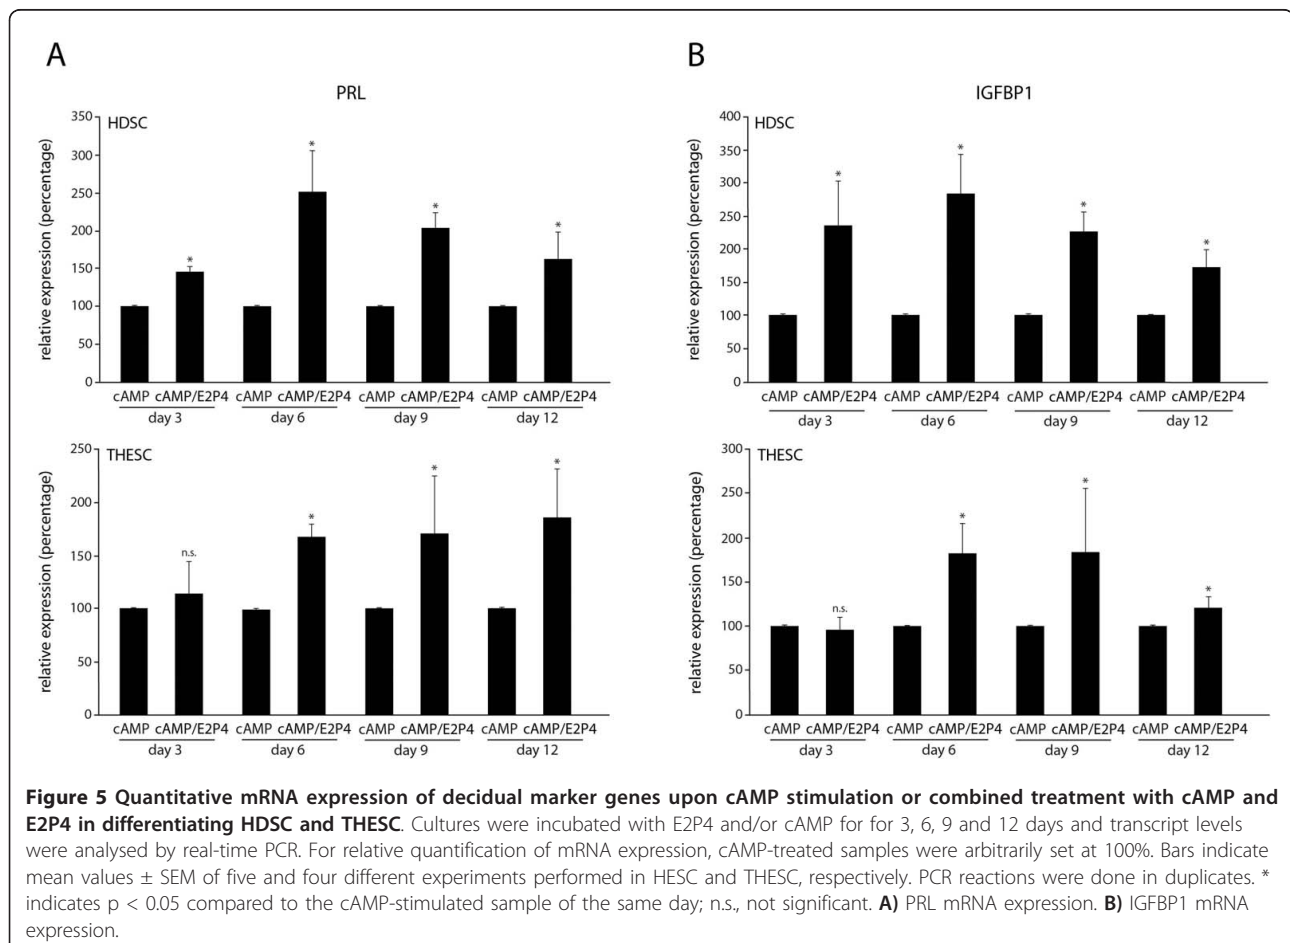 A
B
PRL
IGFBP1
HDSC
relative expression (percentage)
350
300
250
200
150
100
50
0
cAMP cAMP/E2P4 cAMP cAMP/E2P4 cAMP cAMP/E2P4 cAMP cAMP/E2P4
day 3 day 6 day 9 day 12
* * * *
HDSC
relative expression (percentage)
400
350
300
250
200
150
100
50
0
cAMP cAMP/E2P4 cAMP cAMP/E2P4 cAMP cAMP/E2P4 cAMP cAMP/E2P4
day 3 day 6 day 9 day 12
* * * *
THESC
relative expression (percentage)
250
200
150
100
50
0
cAMP cAMP/E2P4 cAMP cAMP/E2P4 cAMP cAMP/E2P4 cAMP cAMP/E2P4
day 3 day 6 day 9 day 12
n.s. * * *
THESC
relative expression (percentage)
300
250
200
150
100
50
0
cAMP cAMP/E2P4 cAMP cAMP/E2P4 cAMP cAMP/E2P4 cAMP cAMP/E2P4
day 3 day 6 day 9 day 12
n.s. * * *
Figure 5 Quantitative mRNA expression of decidual marker genes upon cAMP stimulation or combined treatment with cAMP and
E2P4 in differentiating HDSC and THESC. Cultures were incubated with E2P4 and/or cAMP for for 3, 6, 9 and 12 days and transcript levels
were analysed by real-time PCR. For relative quantification of mRNA expression, cAMP-treated samples were arbitrarily set at 100%. Bars indicate
mean values ± SEM of five and four different experiments performed in HESC and THESC, respectively. PCR reactions were done in duplicates. *
indicates p < 0.05 compared to the cAMP-stimulated sample of the same day; n.s., not significant. A) PRL mRNA expression. B) IGFBP1 mRNA
expression.